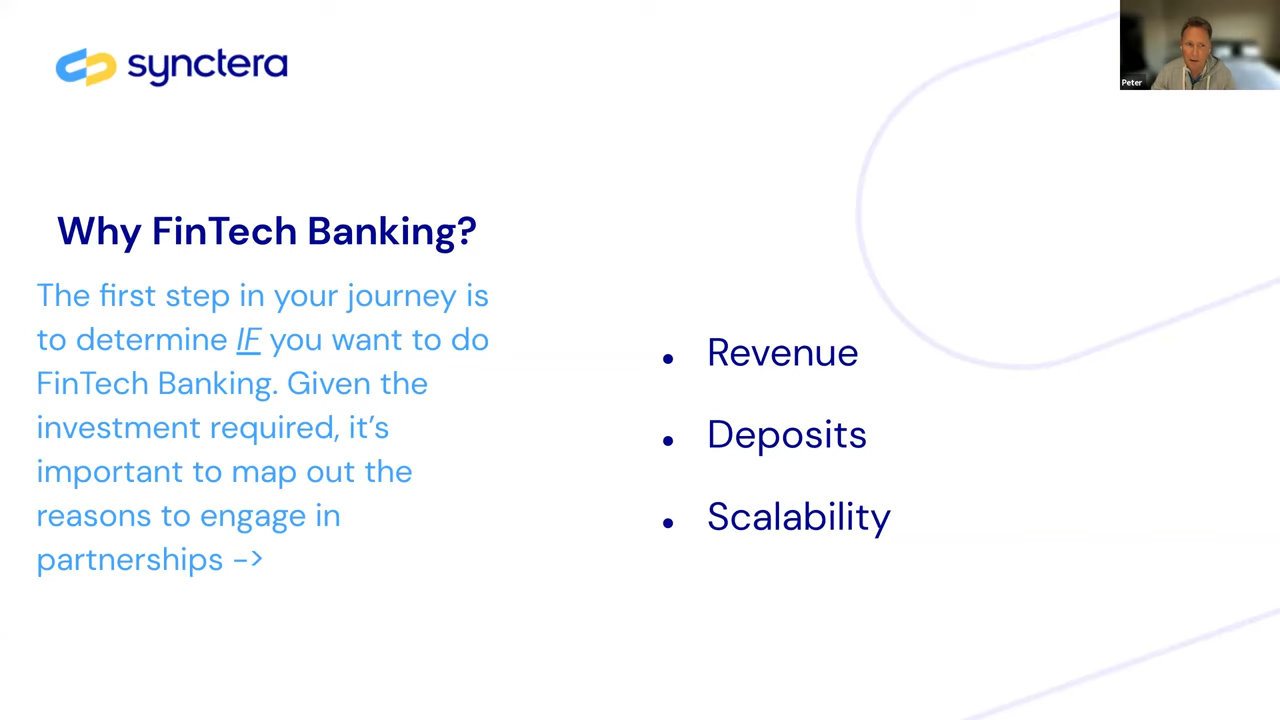 synctera
Peter
Why FinTech Banking?
The first step in your journey is
to determine IF you want to do
FinTech Banking. Given the
investment required, it's
important to map out the
reasons to engage in
partnerships ->
• Revenue
• Deposits
• Scalability